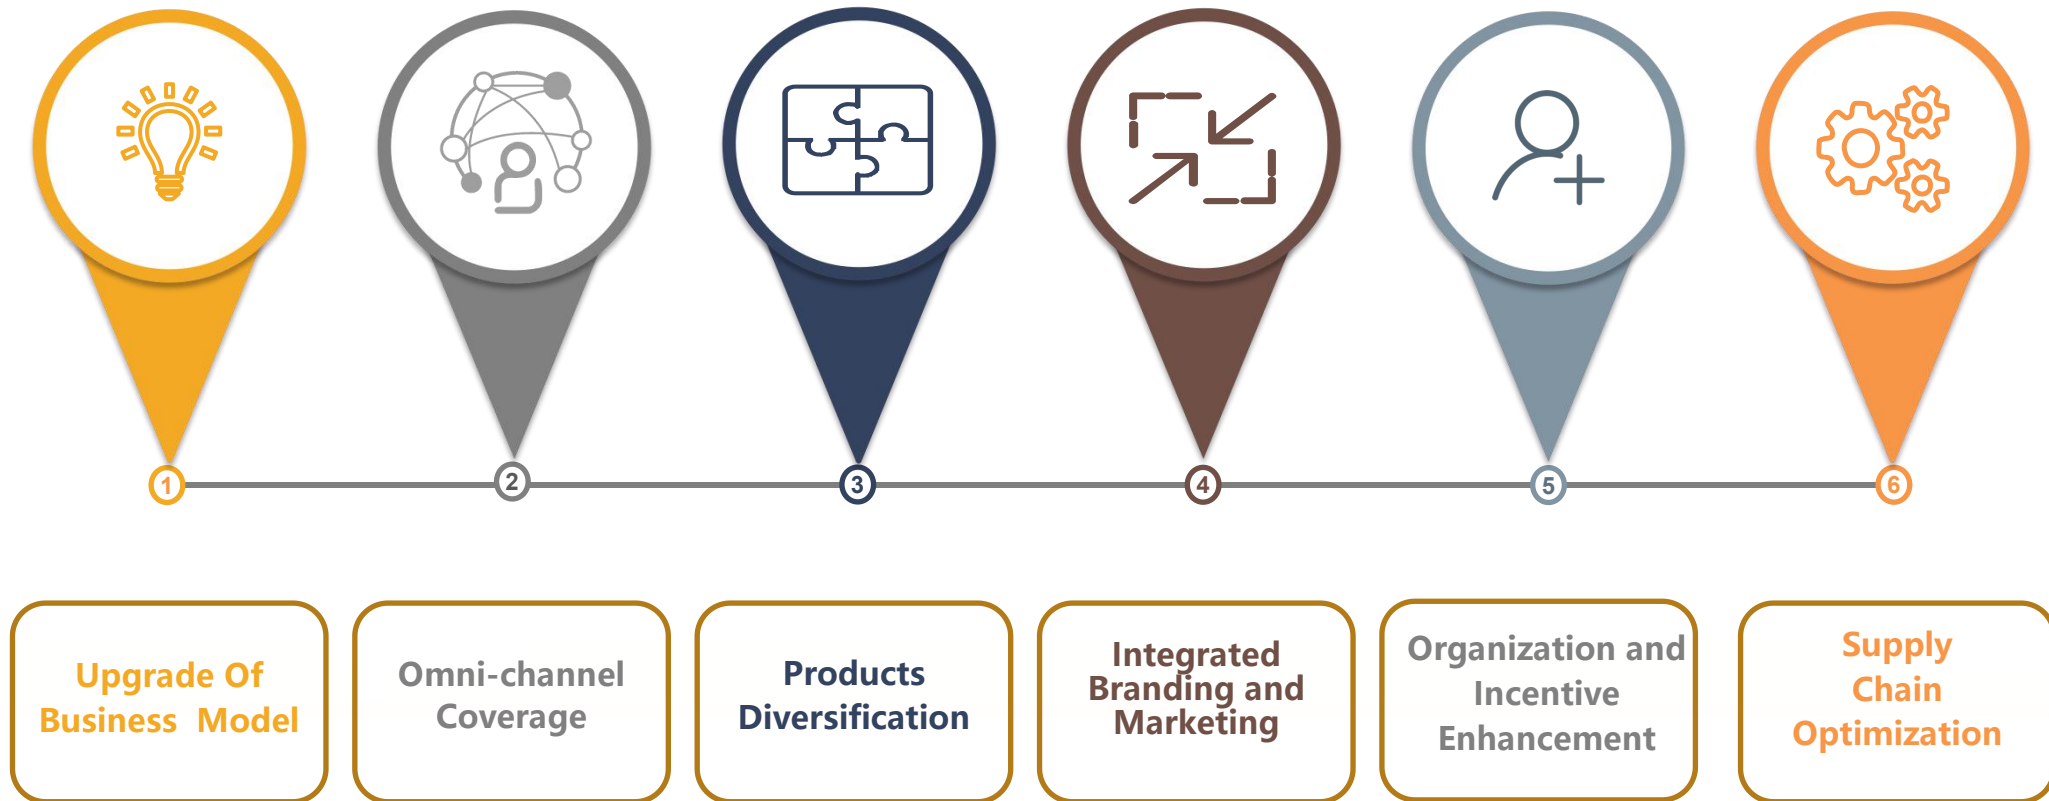 1
2
3
4
5
6
Upgrade Of
Business Model
Omni-channel
Coverage
Products
Diversification
Integrated
Branding and
Marketing
Organization and
Incentive
Enhancement
Supply
Chain
Optimization